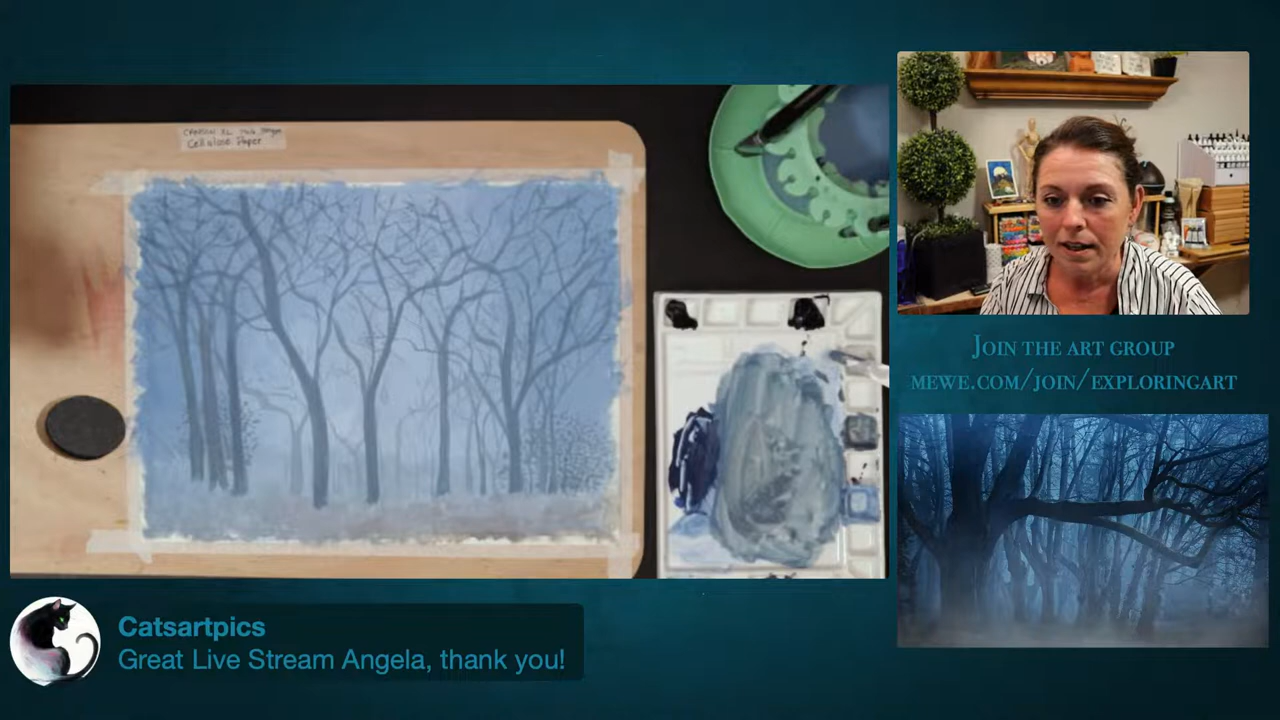 Cellulose Paper
JOIN THE ART GROUP
MEWE.COM/JOIN/EXPLORINGART
Catsartpics
Great Live Stream Angela, thank you!